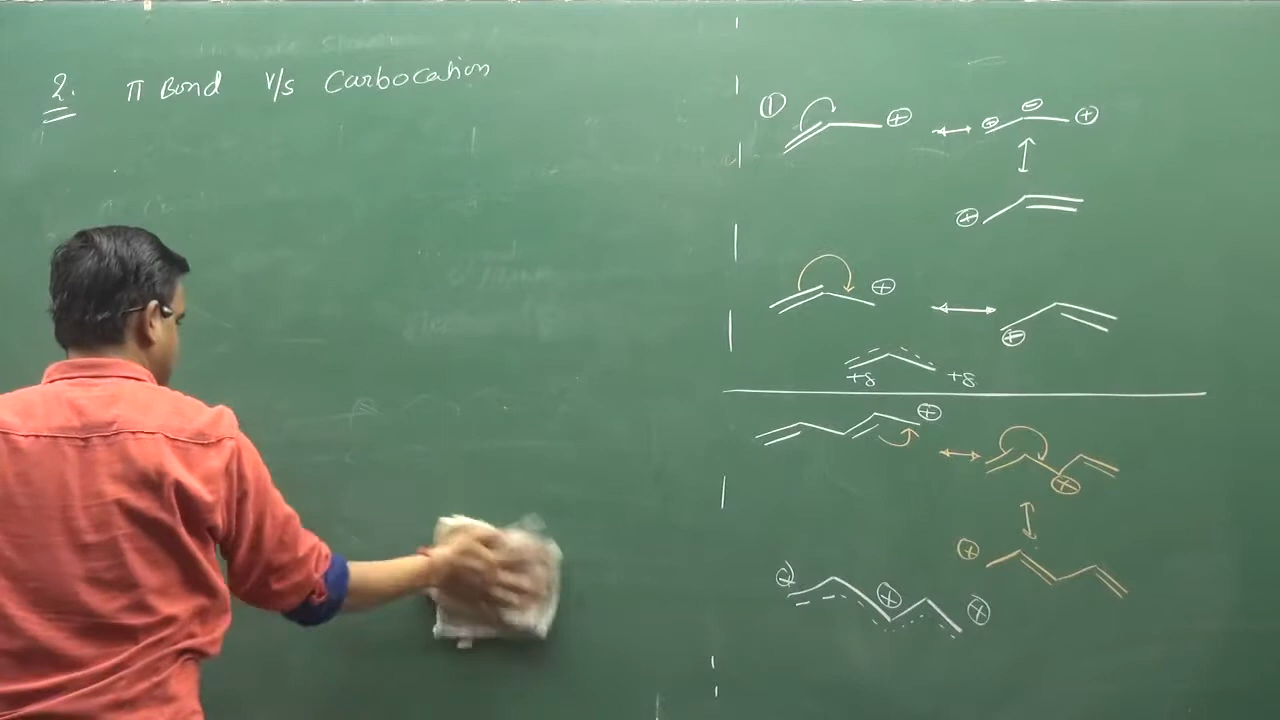 2. π Bond v/s Carbocation
① ⊕ ↔ ⊕ ⊖ ⊕
↕
⊕
⊕ ↔ ⊕
+δ +δ
⊕ ↔ ⊕
↕
⊕
⊕ ⊕